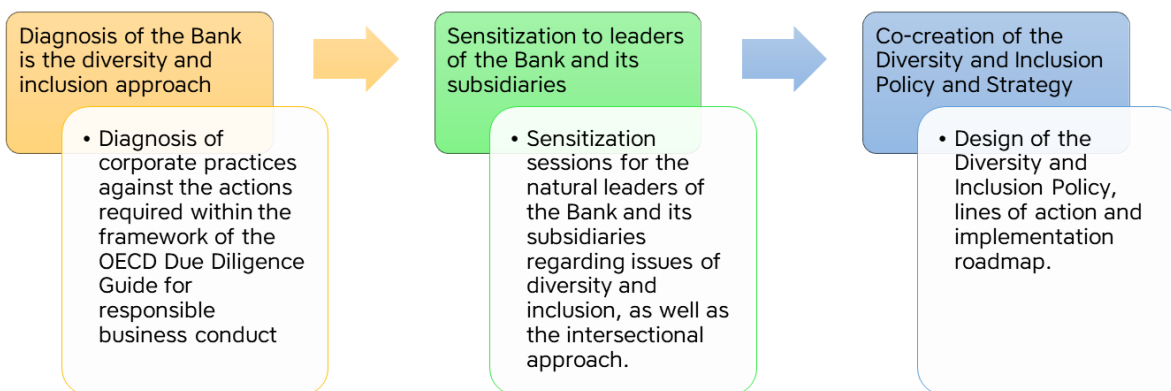 Diagnosis of the Bank
is the diversity and
inclusion approach
• Diagnosis of
corporate practices
against the actions
required within the
framework of the
OECD Due Diligence
Guide for
responsible
business conduct
Sensitization to leaders
of the Bank and its
subsidiaries
• Sensitization
sessions for the
natural leaders of
the Bank and its
subsidiaries
regarding issues of
diversity and
inclusion, as well as
the intersectional
approach.
Co-creation of the
Diversity and Inclusion
Policy and Strategy
• Design of the
Diversity and
Inclusion Policy,
lines of action and
implementation
roadmap.